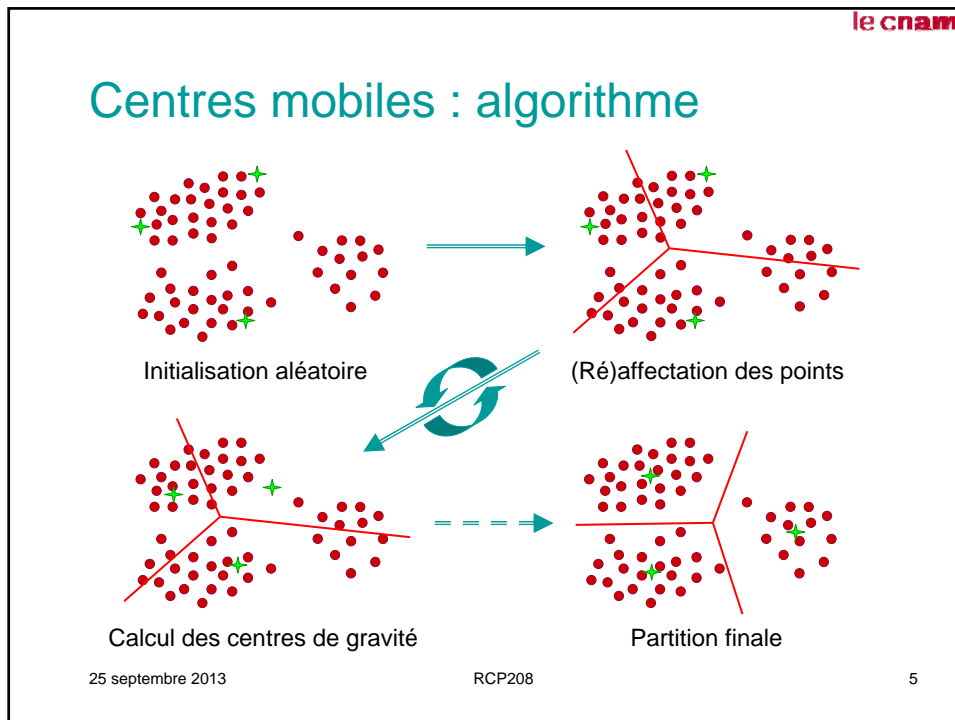 le cnam
Centres mobiles : algorithme
Initialisation aléatoire
(Ré)affectation des points
Calcul des centres de gravité
Partition finale
25 septembre 2013
RCP208
5